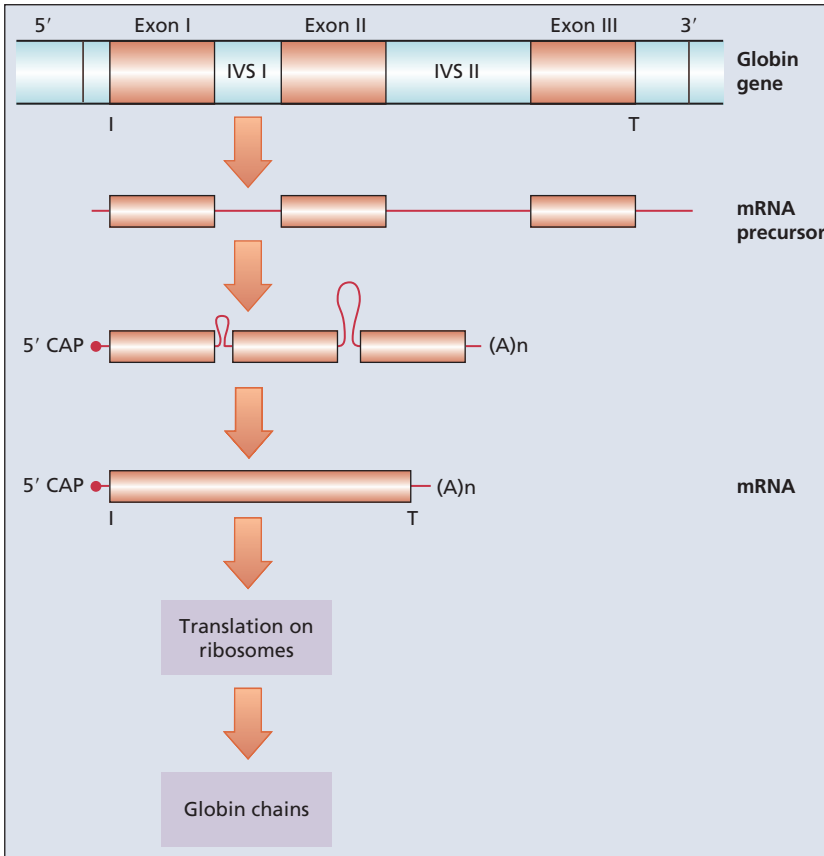 5′ Exon I Exon II Exon III 3′
IVS I IVS II
Globin
gene
I T
mRNA
precursor
5′ CAP (A)n
5′ CAP (A)n
mRNA
I T
Translation on
ribosomes
Globin chains